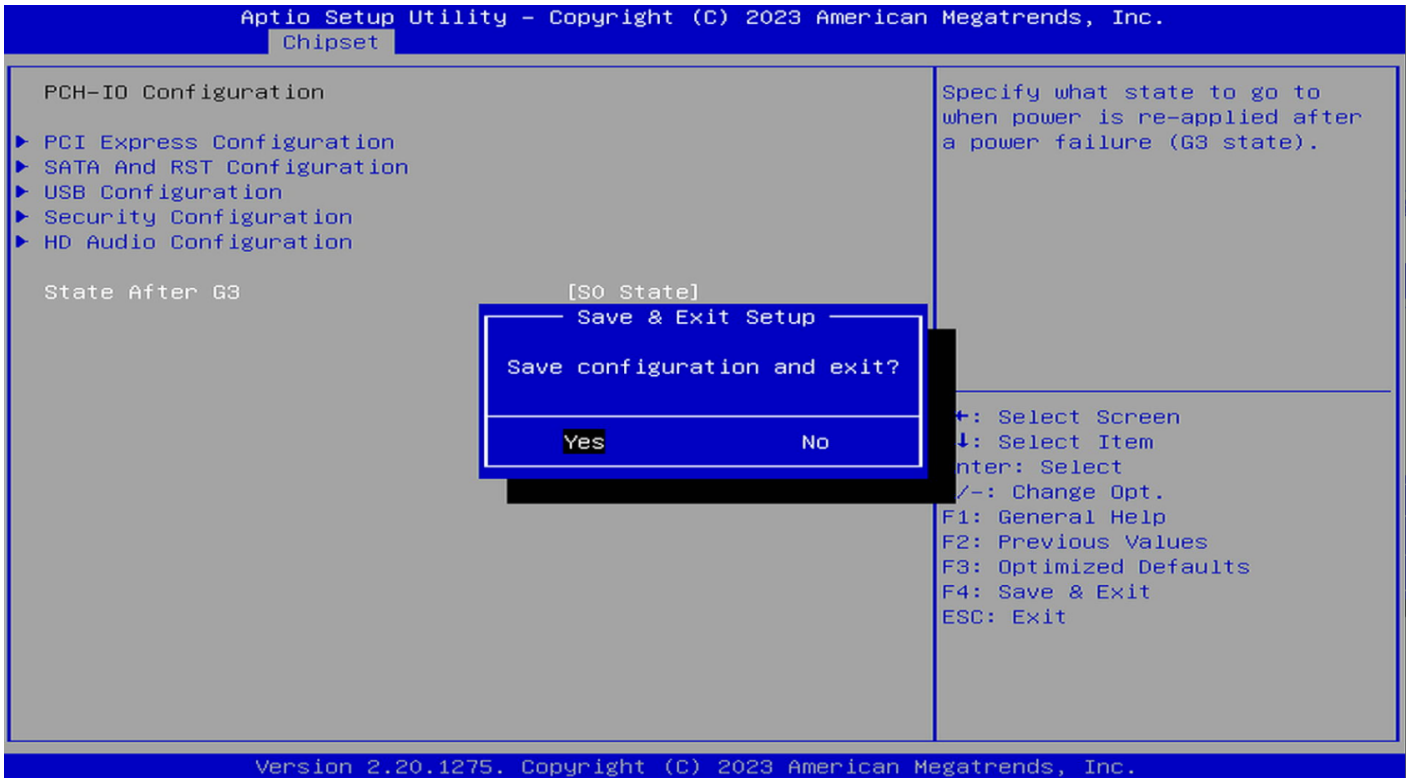 Aptio Setup Utility – Copyright (C) 2023 American Megatrends, Inc.
Chipset
PCH-IO Configuration
PCI Express Configuration
SATA And RST Configuration
USB Configuration
Security Configuration
HD Audio Configuration
State After G3 [S0 State]
Save & Exit Setup
Save configuration and exit?
Yes No
Specify what state to go to
when power is re-applied after
a power failure (G3 state).
←: Select Screen
↓: Select Item
nter: Select
/-: Change Opt.
F1: General Help
F2: Previous Values
F3: Optimized Defaults
F4: Save & Exit
ESC: Exit
Version 2.20.1275. Copyright (C) 2023 American Megatrends, Inc.